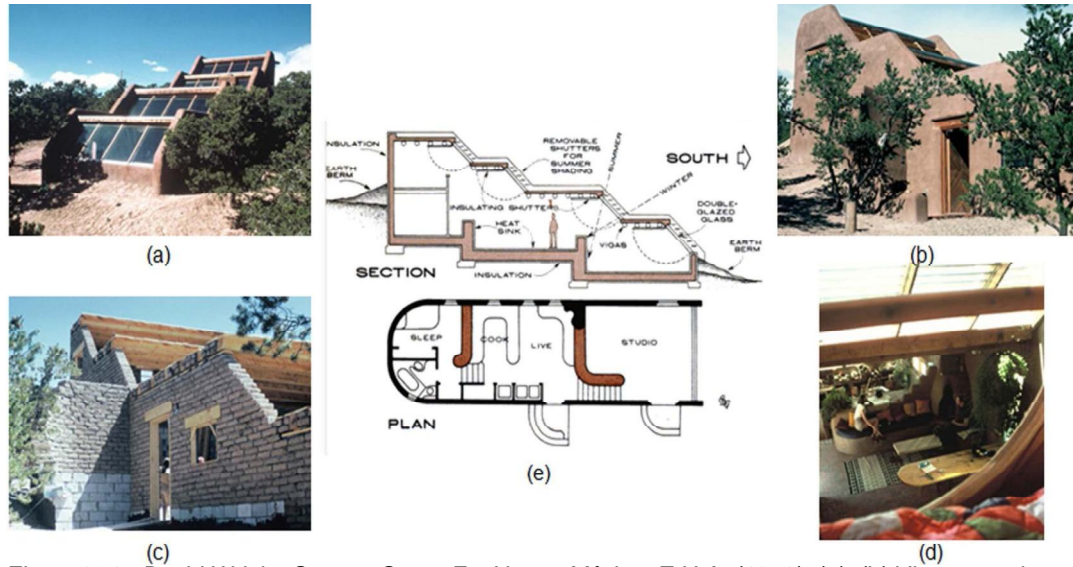 (a)
(b)
(c)
(d)
(e)
INSULATION
EARTH
BERM
REMOVABLE
SHUTTERS
FOR
SUMMER
SHADING
SUMMER
WINTER
SOUTH
INSULATING SHUTTERS
HEAT
SINK
DOUBLE-
GLAZED
GLASS
VIGAS
EARTH
BERM
SECTION
INSULATION
SLEEP
COOK
LIVE
STUDIO
PLAN